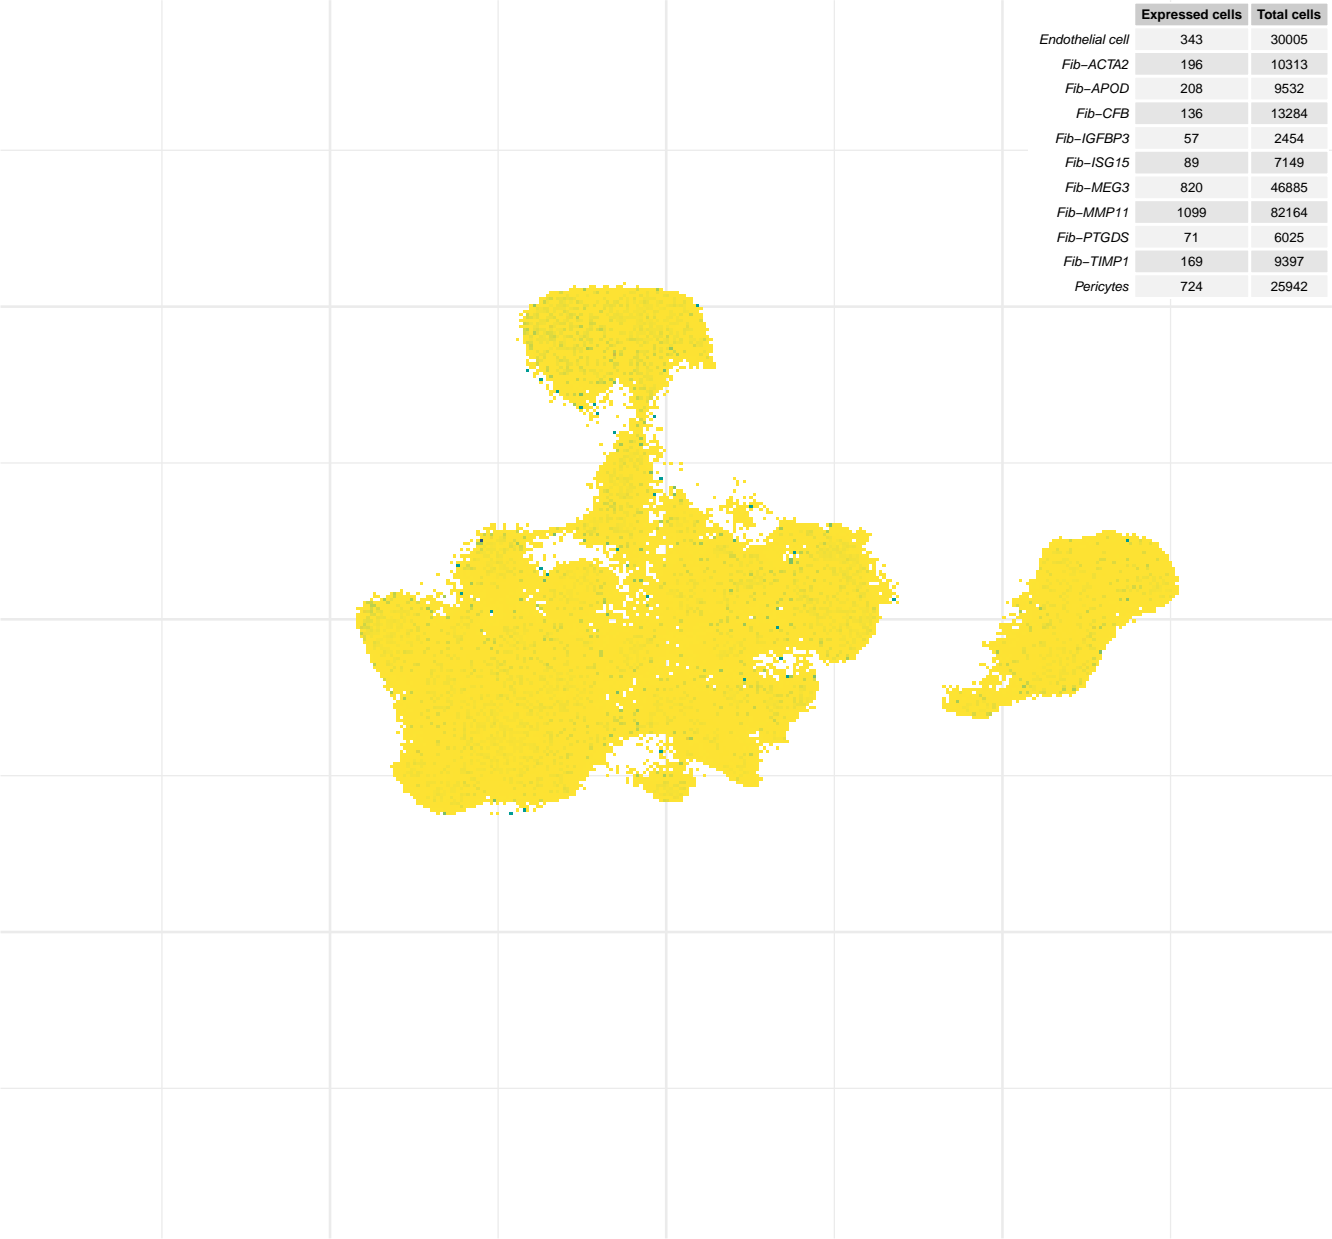 Expressed cells Total cells
Endothelial cell 343 30005
Fib−ACTA2 196 10313
Fib−APOD 208 9532
Fib−CFB 136 13284
Fib−IGFBP3 57 2454
Fib−ISG15 89 7149
Fib−MEG3 820 46885
Fib−MMP11 1099 82164
Fib−PTGDS 71 6025
Fib−TIMP1 169 9397
Pericytes 724 25942